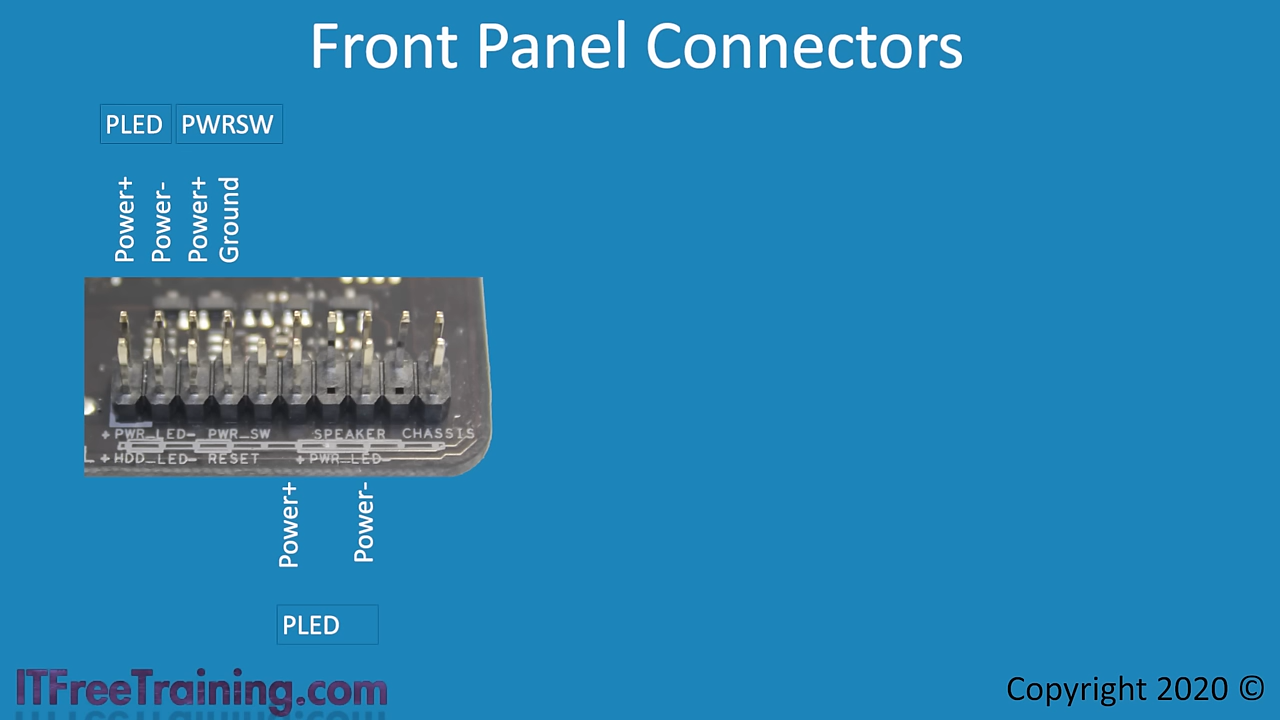 Front Panel Connectors
PLED PWRSW
Power+ Power- Power+ Ground
+PWR_LED- PWR_SW SPEAKER CHASSIS
L +HDD_LED- RESET +PWR_LED-
Power+ Power-
PLED
ITFreeTraining.com
Copyright 2020 ©